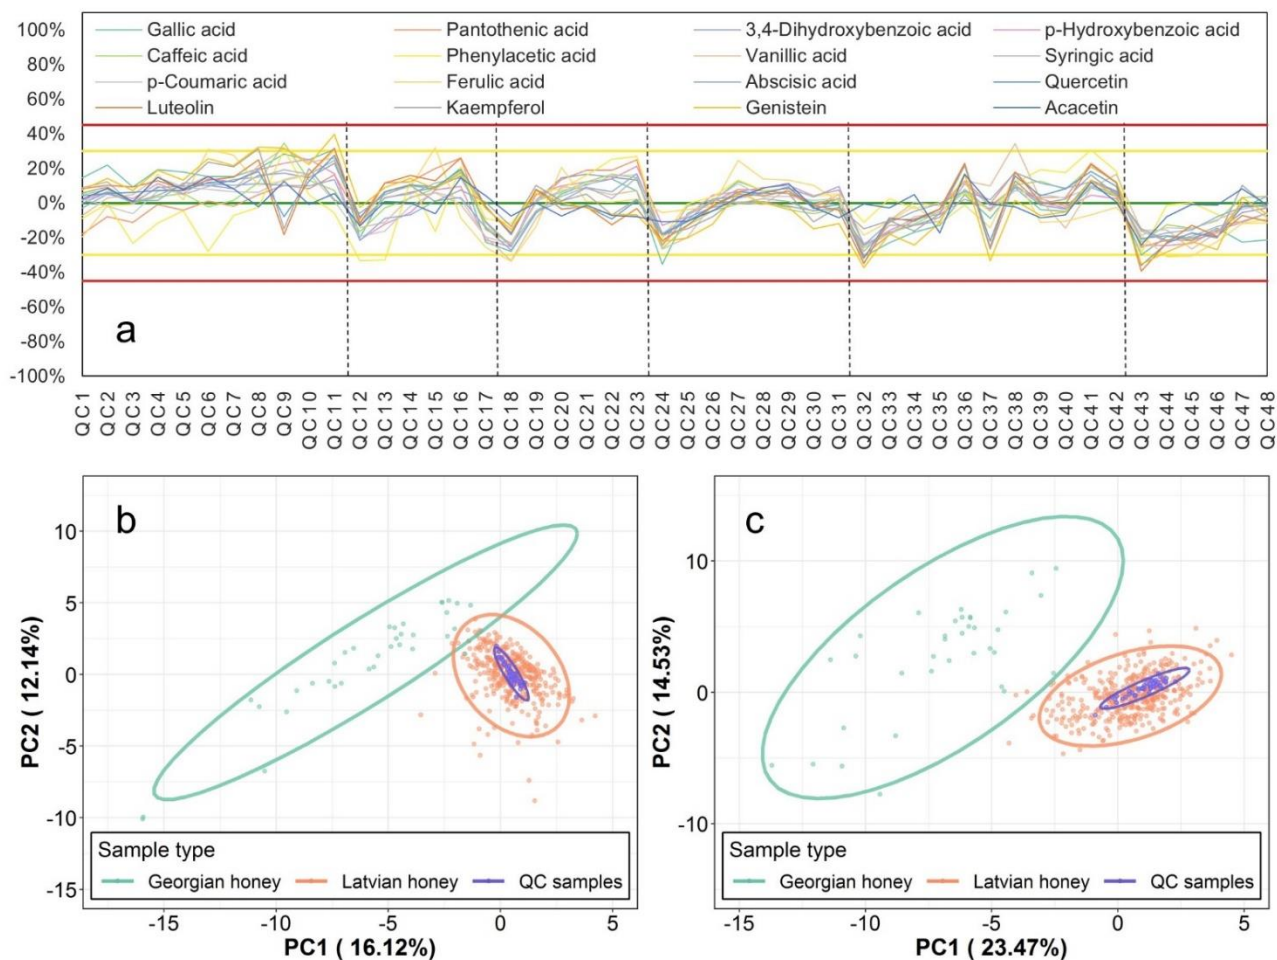 100%
80%
60%
40%
20%
0%
-20%
-40%
-60%
-80%
-100%
Gallic acid Pantothenic acid 3,4-Dihydroxybenzoic acid p-Hydroxybenzoic acid
Caffeic acid Phenylacetic acid Vanillic acid Syringic acid
p-Coumaric acid Ferulic acid Abscisic acid Quercetin
Luteolin Kaempferol Genistein Acacetin
a
QC1 QC2 QC3 QC4 QC5 QC6 QC7 QC8 QC9 QC10 QC11 QC12 QC13 QC14 QC15 QC16 QC17 QC18 QC19 QC20 QC21 QC22 QC23 QC24 QC25 QC26 QC27 QC28 QC29 QC30 QC31 QC32 QC33 QC34 QC35 QC36 QC37 QC38 QC39 QC40 QC41 QC42 QC43 QC44 QC45 QC46 QC47 QC48
b
PC2 ( 12.14%)
10
5
0
-5
-10
-15
Sample type
Georgian honey Latvian honey QC samples
-15 -10 -5 0 5
PC1 ( 16.12%)
c
PC2 ( 14.53%)
10
0
-10
Sample type
Georgian honey Latvian honey QC samples
-15 -10 -5 0 5
PC1 ( 23.47%)